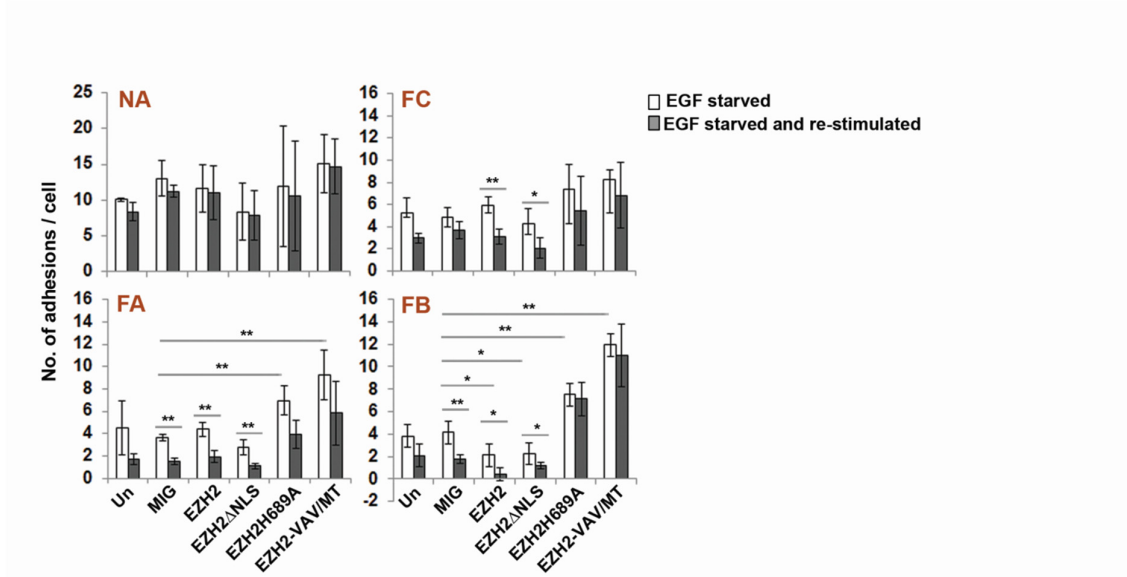 EGF starved
EGF starved and re-stimulated
No. of adhesions / cell
NA
25
20
15
10
5
0
FC
16
14
12
10
8
6
4
2
0
**
*
FA
16
14
12
10
8
6
4
2
0
**
**
**
**
**
FB
16
14
12
10
8
6
4
2
0
-2
**
**
*
*
**
*
*
Un
MIG
EZH2
EZH2ΔNLS
EZH2H689A
EZH2-VAV/MT
Un
MIG
EZH2
EZH2ΔNLS
EZH2H689A
EZH2-VAV/MT